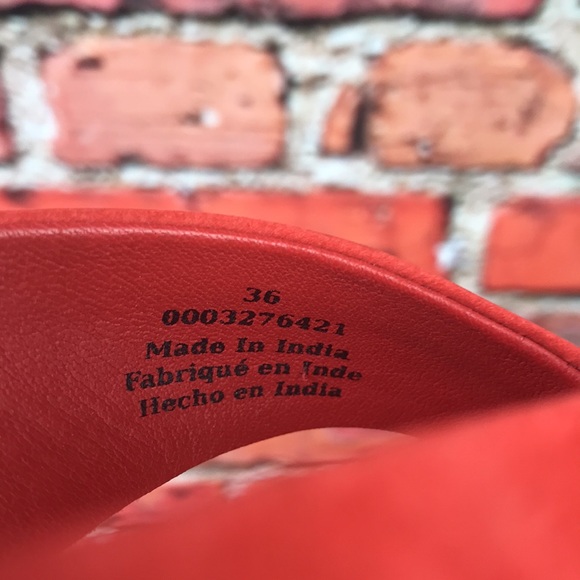 36
0003276421
Made In India
Fabriqué en Inde
Hecho en India